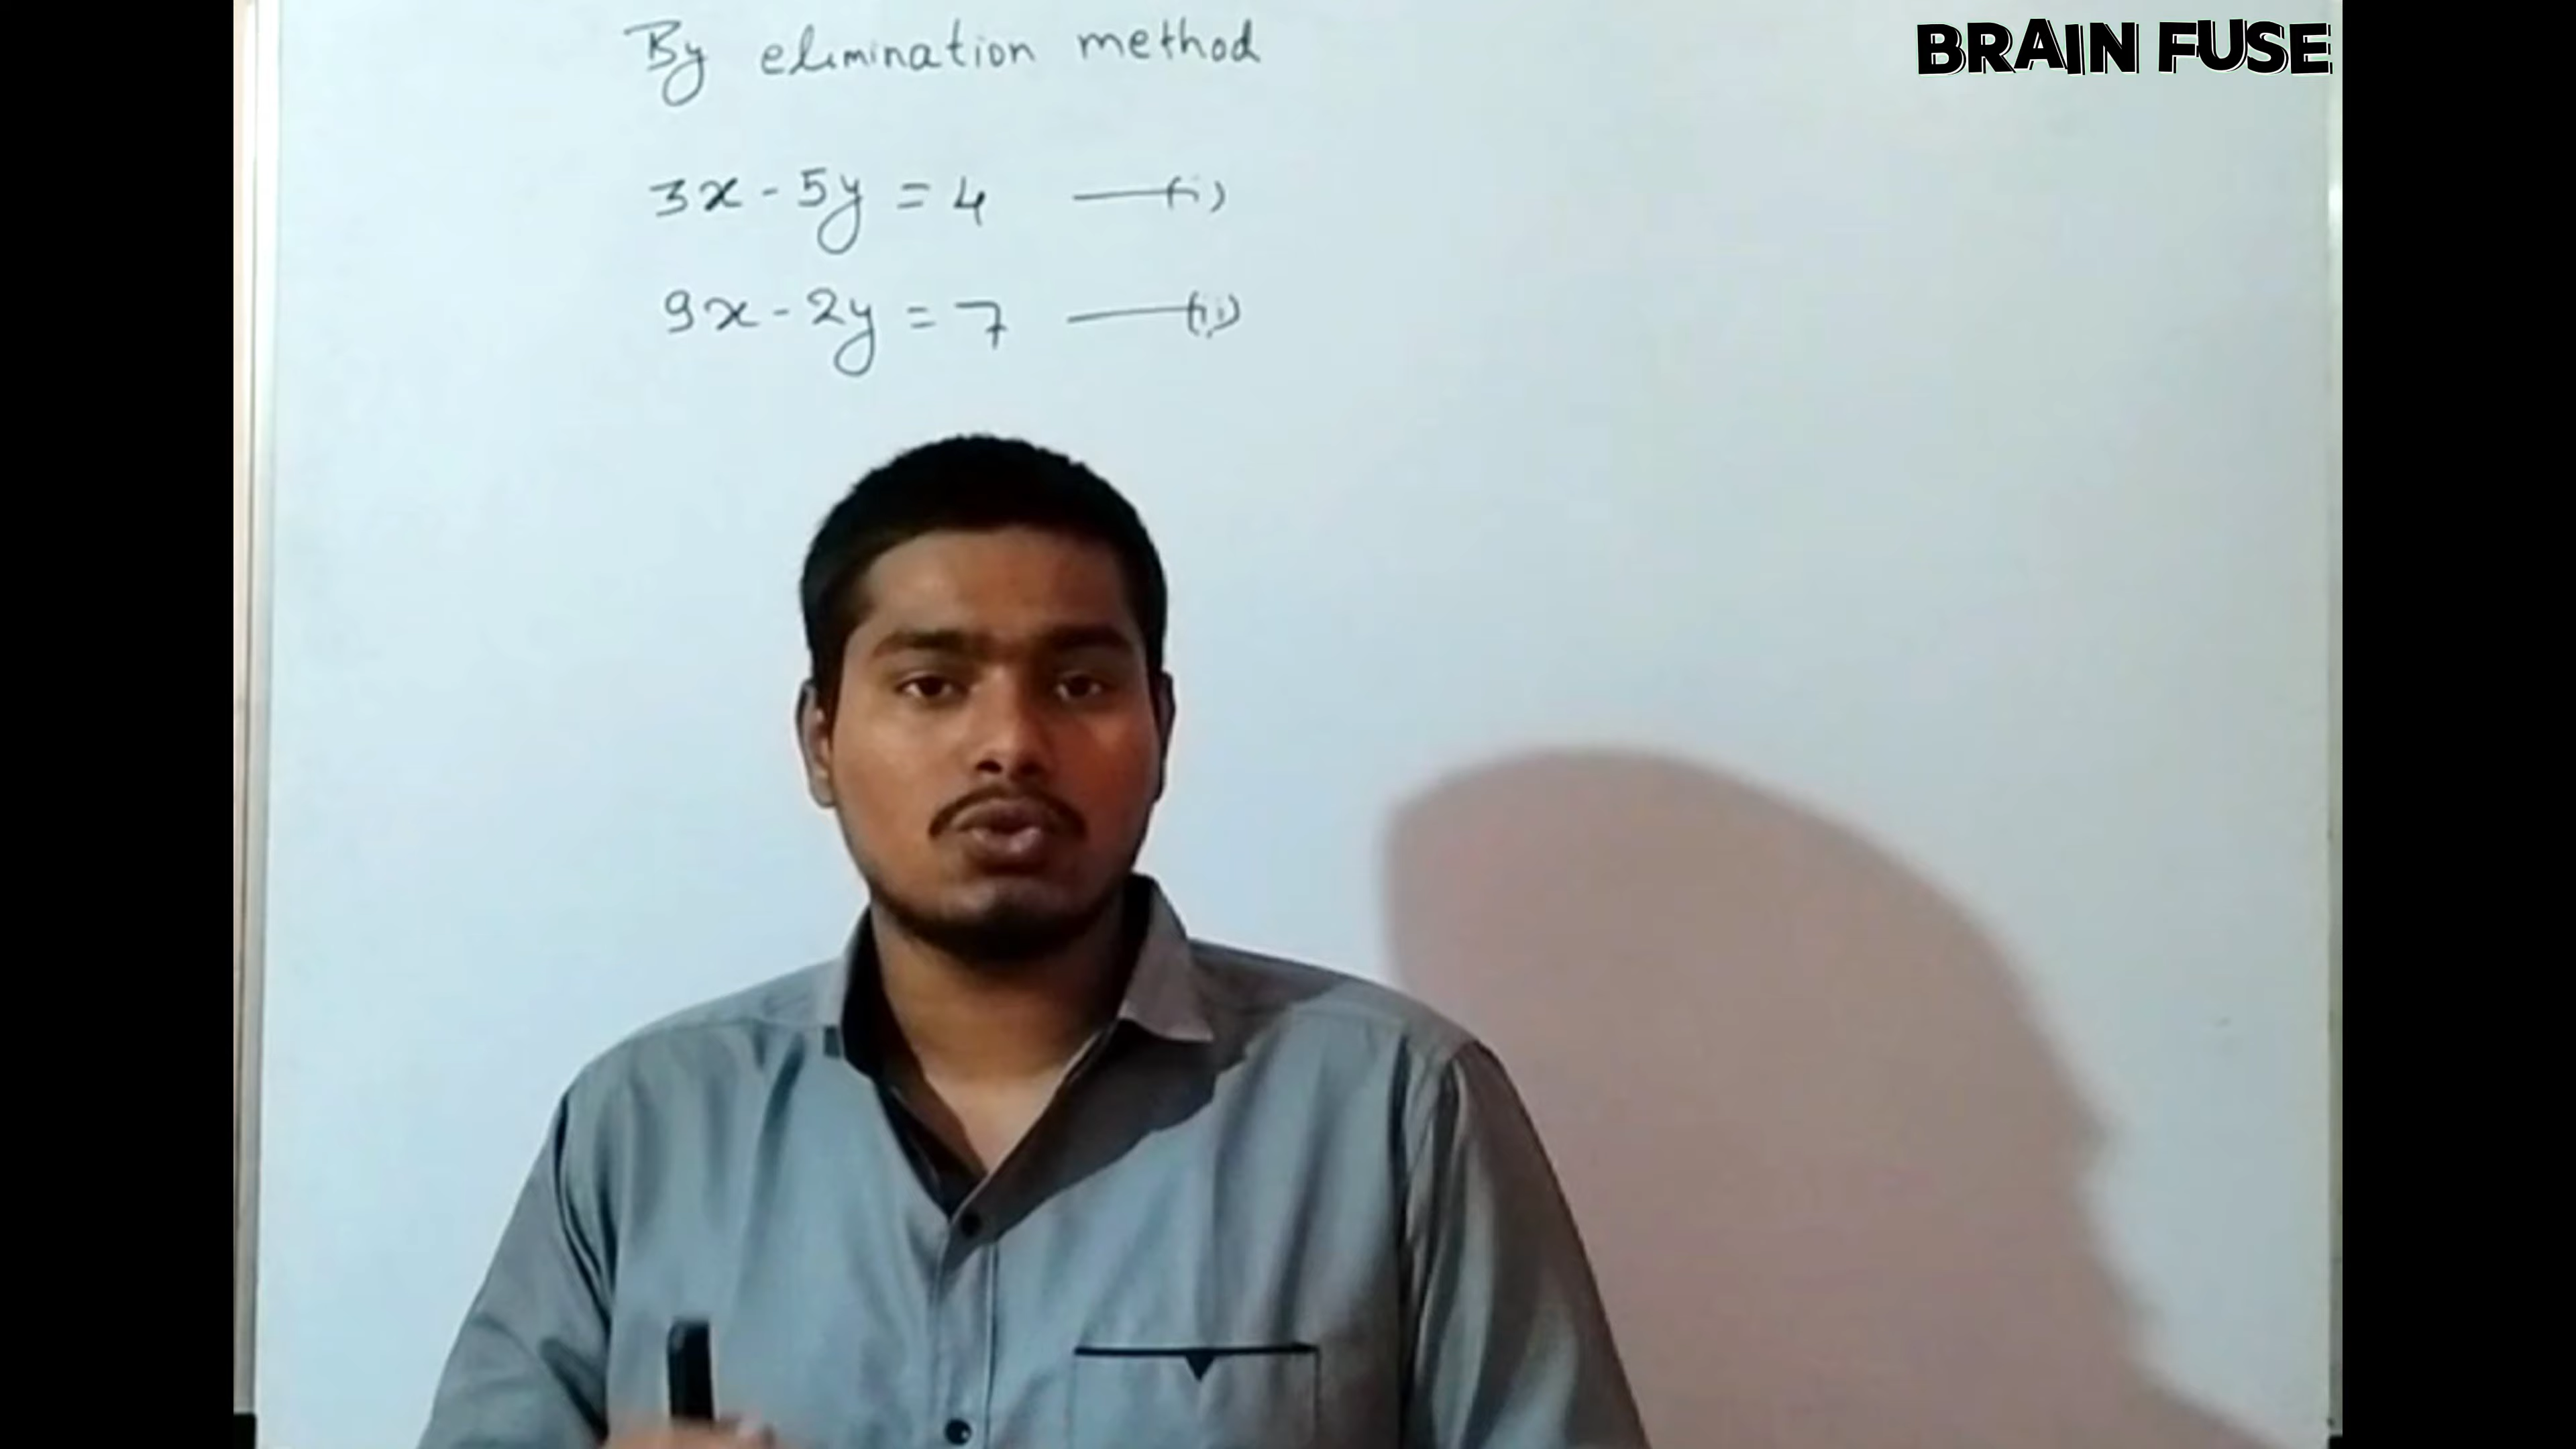 By elimination method
BRAIN FUSE
3x - 5y = 4 —(i)
9x - 2y = 7 —(ii)